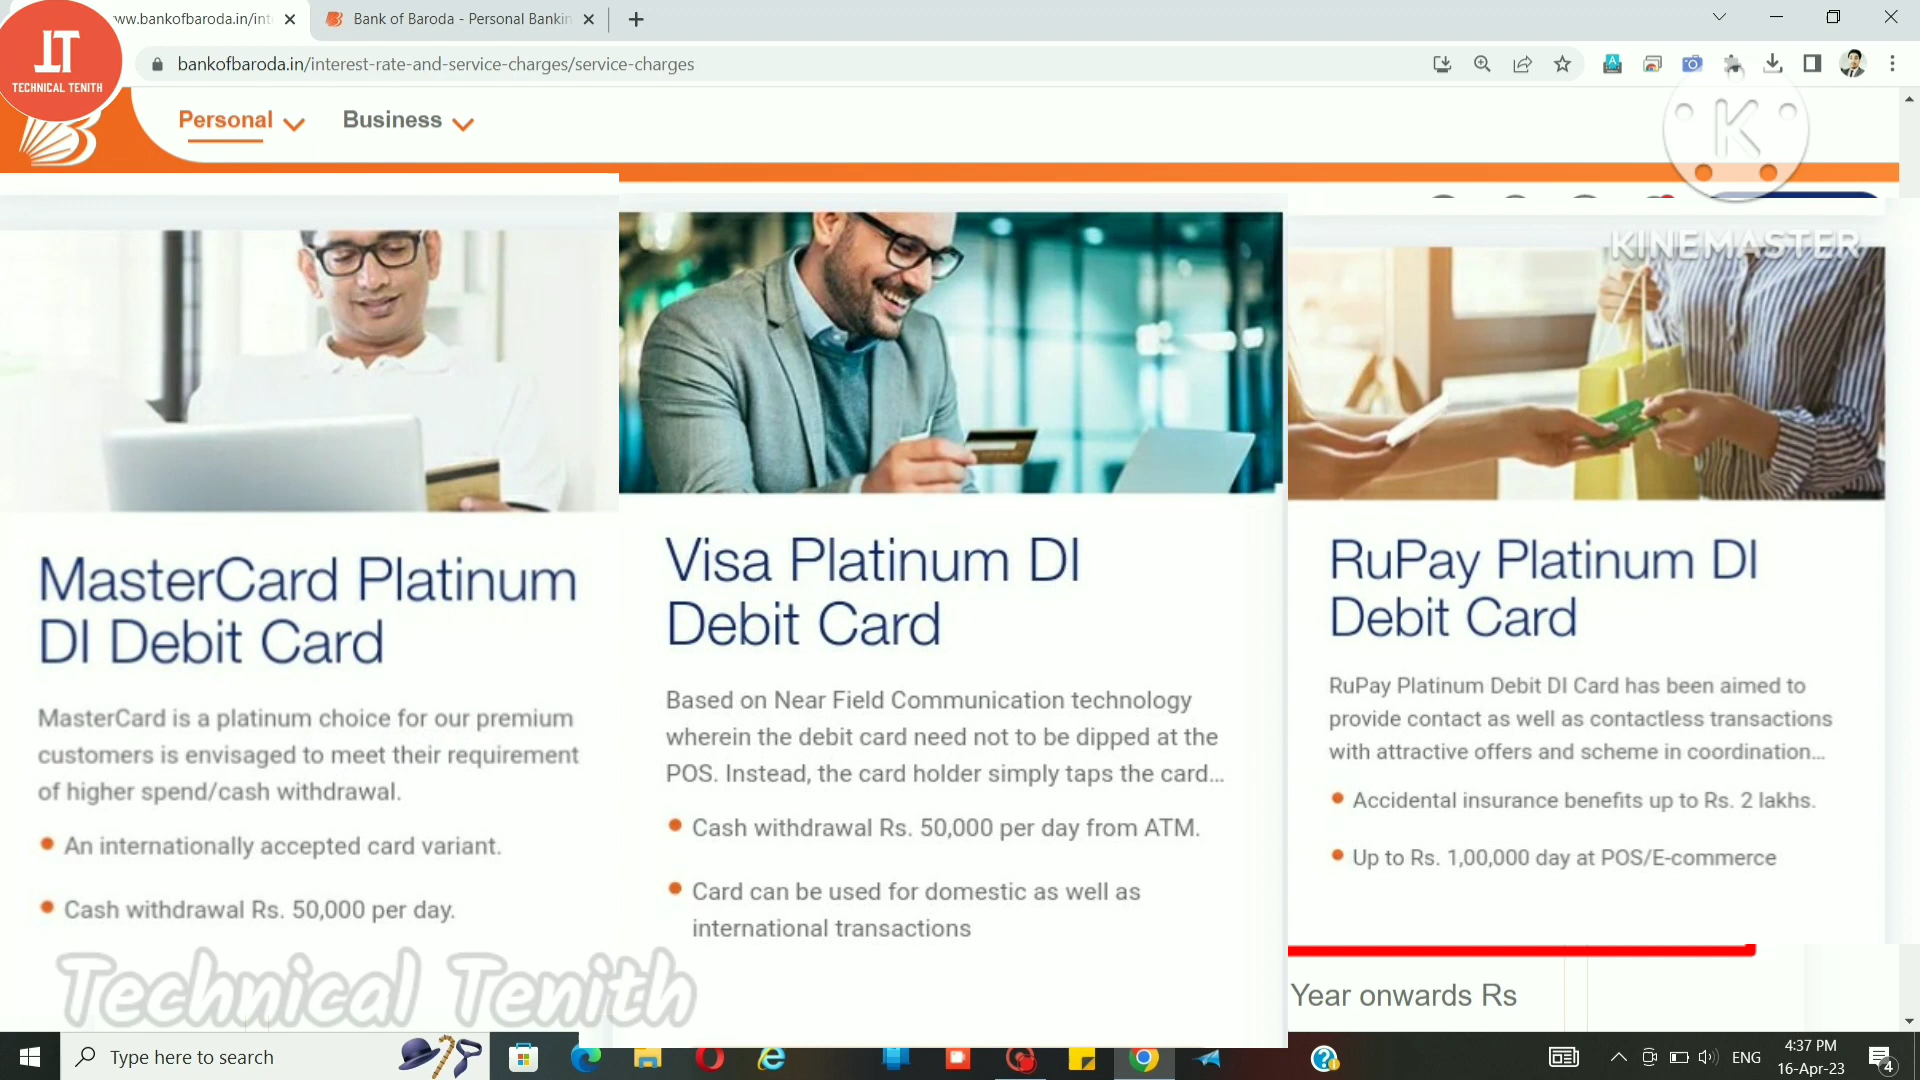 ww.bankofbaroda.in/int
Bank of Baroda - Personal Bankin
bankofbaroda.in/interest-rate-and-service-charges/service-charges
TECHNICAL TENITH
Personal
Business
K
KINEMASTER
MasterCard Platinum
DI Debit Card
MasterCard is a platinum choice for our premium
customers is envisaged to meet their requirement
of higher spend/cash withdrawal.
An internationally accepted card variant.
Cash withdrawal Rs. 50,000 per day.
Visa Platinum DI
Debit Card
Based on Near Field Communication technology
wherein the debit card need not to be dipped at the
POS. Instead, the card holder simply taps the card...
Cash withdrawal Rs. 50,000 per day from ATM.
Card can be used for domestic as well as
international transactions
RuPay Platinum DI
Debit Card
RuPay Platinum Debit DI Card has been aimed to
provide contact as well as contactless transactions
with attractive offers and scheme in coordination...
Accidental insurance benefits up to Rs. 2 lakhs.
Up to Rs. 1,00,000 day at POS/E-commerce
Technical Tenith
Year onwards Rs
Type here to search
ENG
4:37 PM
16-Apr-23
4